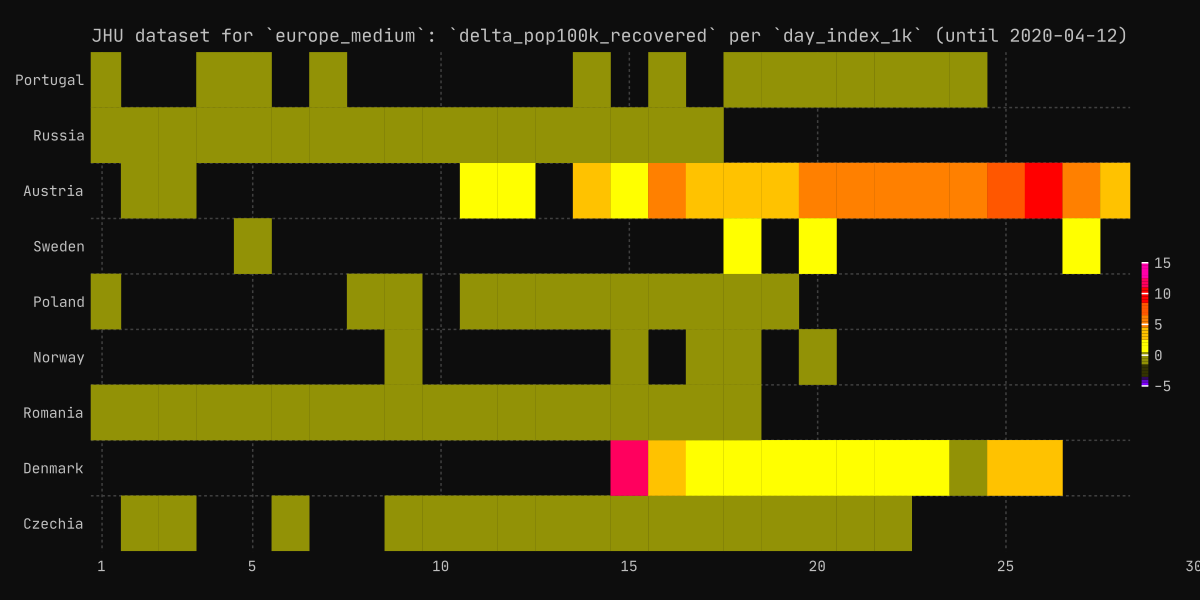 JHU dataset for `europe_medium`: `delta_pop100k_recovered` per `day_index_1k` (until 2020-04-12)
Portugal
Russia
Austria
Sweden
Poland
Norway
Romania
Denmark
Czechia
15
10
5
0
-5
1 5 10 15 20 25 30